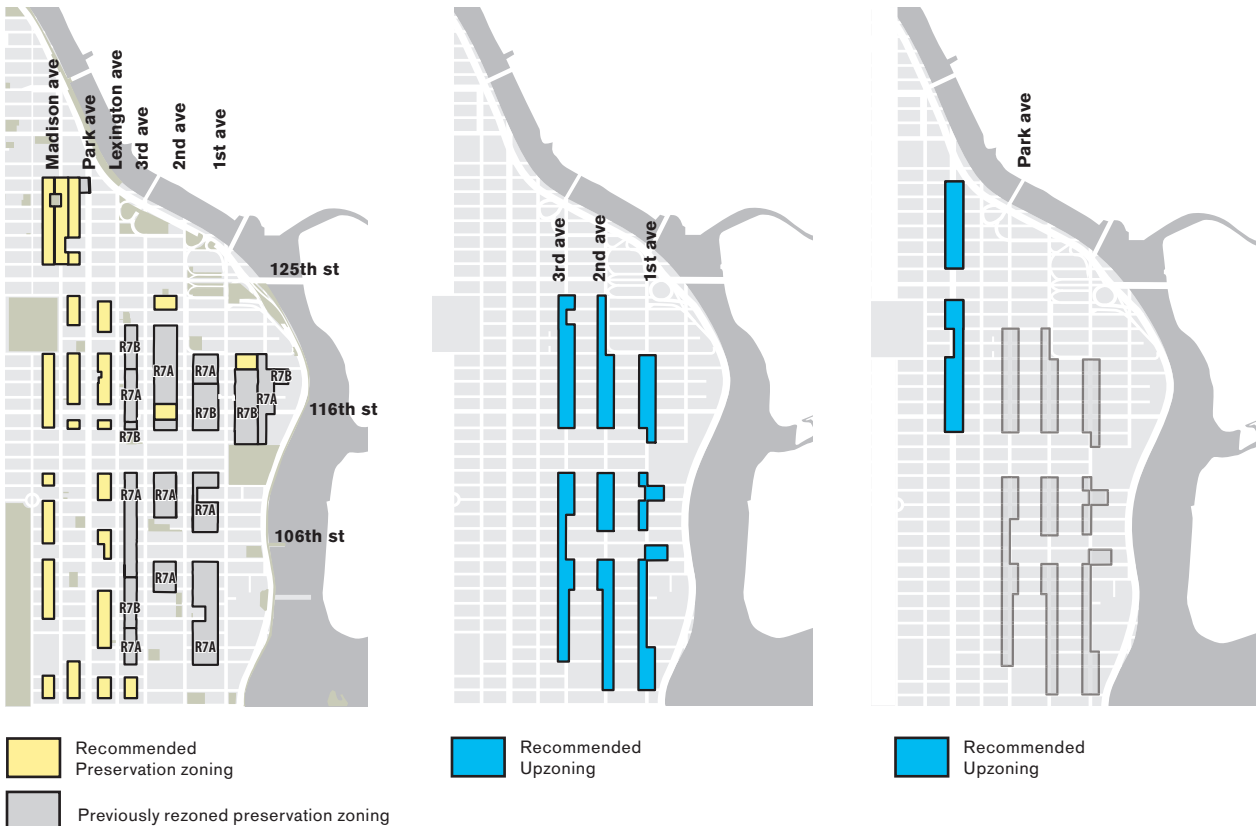 Madison ave
Park ave
Lexington ave
3rd ave
2nd ave
1st ave
125th st
R7B
R7A
R7A
R7B
R7A
R7B
R7A
R7B
R7B
116th st
R7B
R7A
R7A
R7A
106th st
R7A
R7B
R7A
R7A
Recommended
Preservation zoning
Previously rezoned preservation zoning
3rd ave
2nd ave
1st ave
Recommended
Upzoning
Park ave
Recommended
Upzoning